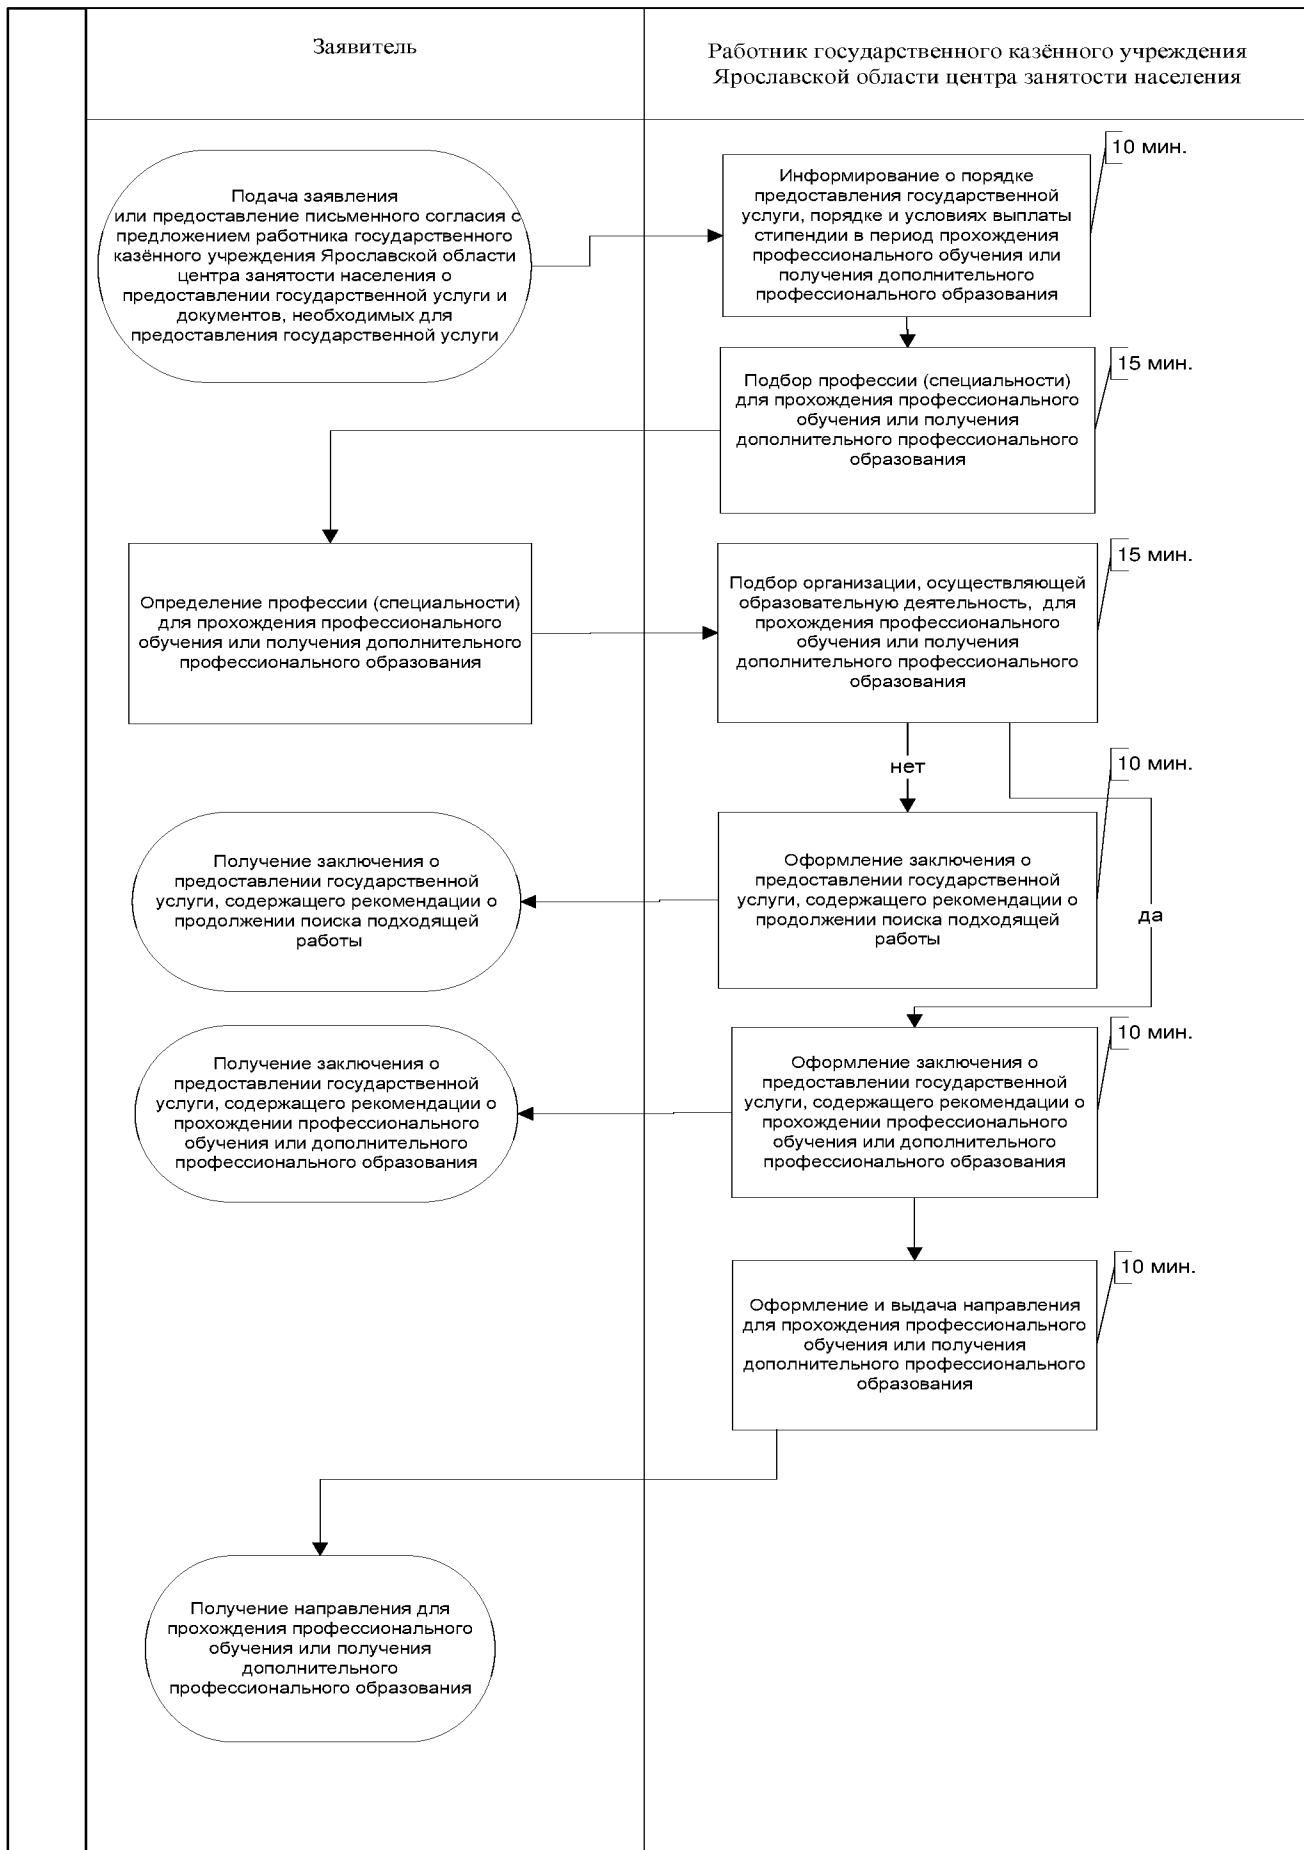 Заявитель
Работник государственного казённого учреждения
Ярославской области центра занятости населения
Подача заявления
или предоставление письменного согласия с
предложением работника государственного
казённого учреждения Ярославской области
центра занятости населения о
предоставлении государственной услуги и
документов, необходимых для
предоставления государственной услуги
10 мин.
Информирование о порядке
предоставления государственной
услуги, порядке и условиях выплаты
стипендии в период прохождения
профессионального обучения или
получения дополнительного
профессионального образования
15 мин.
Подбор профессии (специальности)
для прохождения профессионального
обучения или получения
дополнительного профессионального
образования
Определение профессии (специальности)
для прохождения профессионального
обучения или получения дополнительного
профессионального образования
15 мин.
Подбор организации, осуществляющей
образовательную деятельность, для
прохождения профессионального
обучения или получения
дополнительного профессионального
образования
нет
10 мин.
Получение заключения о
предоставлении государственной
услуги, содержащего рекомендации о
продолжении поиска подходящей
работы
Оформление заключения о
предоставлении государственной
услуги, содержащего рекомендации о
продолжении поиска подходящей
работы
да
10 мин.
Получение заключения о
предоставлении государственной
услуги, содержащего рекомендации о
прохождении профессионального
обучения или дополнительного
профессионального образования
Оформление заключения о
предоставлении государственной
услуги, содержащего рекомендации о
прохождении профессионального
обучения или дополнительного
профессионального образования
10 мин.
Оформление и выдача направления
для прохождения профессионального
обучения или получения
дополнительного профессионального
образования
Получение направления для
прохождения профессионального
обучения или получения
дополнительного
профессионального образования